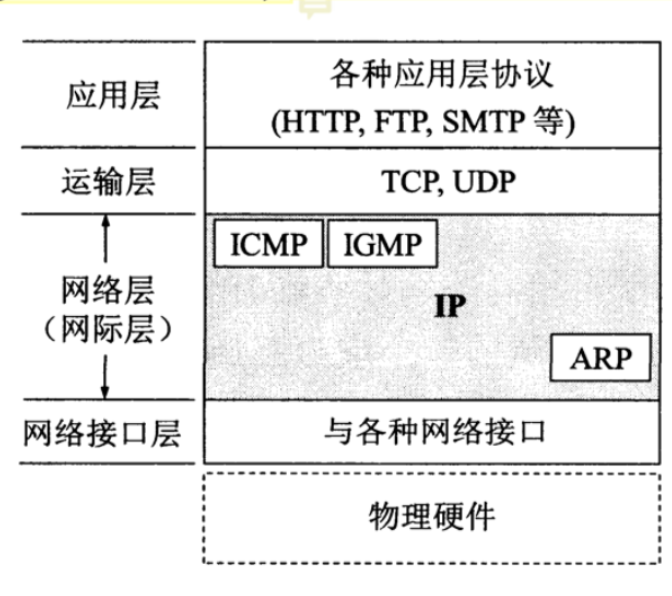 应用层
各种应用层协议
(HTTP, FTP, SMTP 等)
运输层
TCP, UDP
网络层
（网际层）
ICMP
IGMP
IP
ARP
网络接口层
与各种网络接口
物理硬件